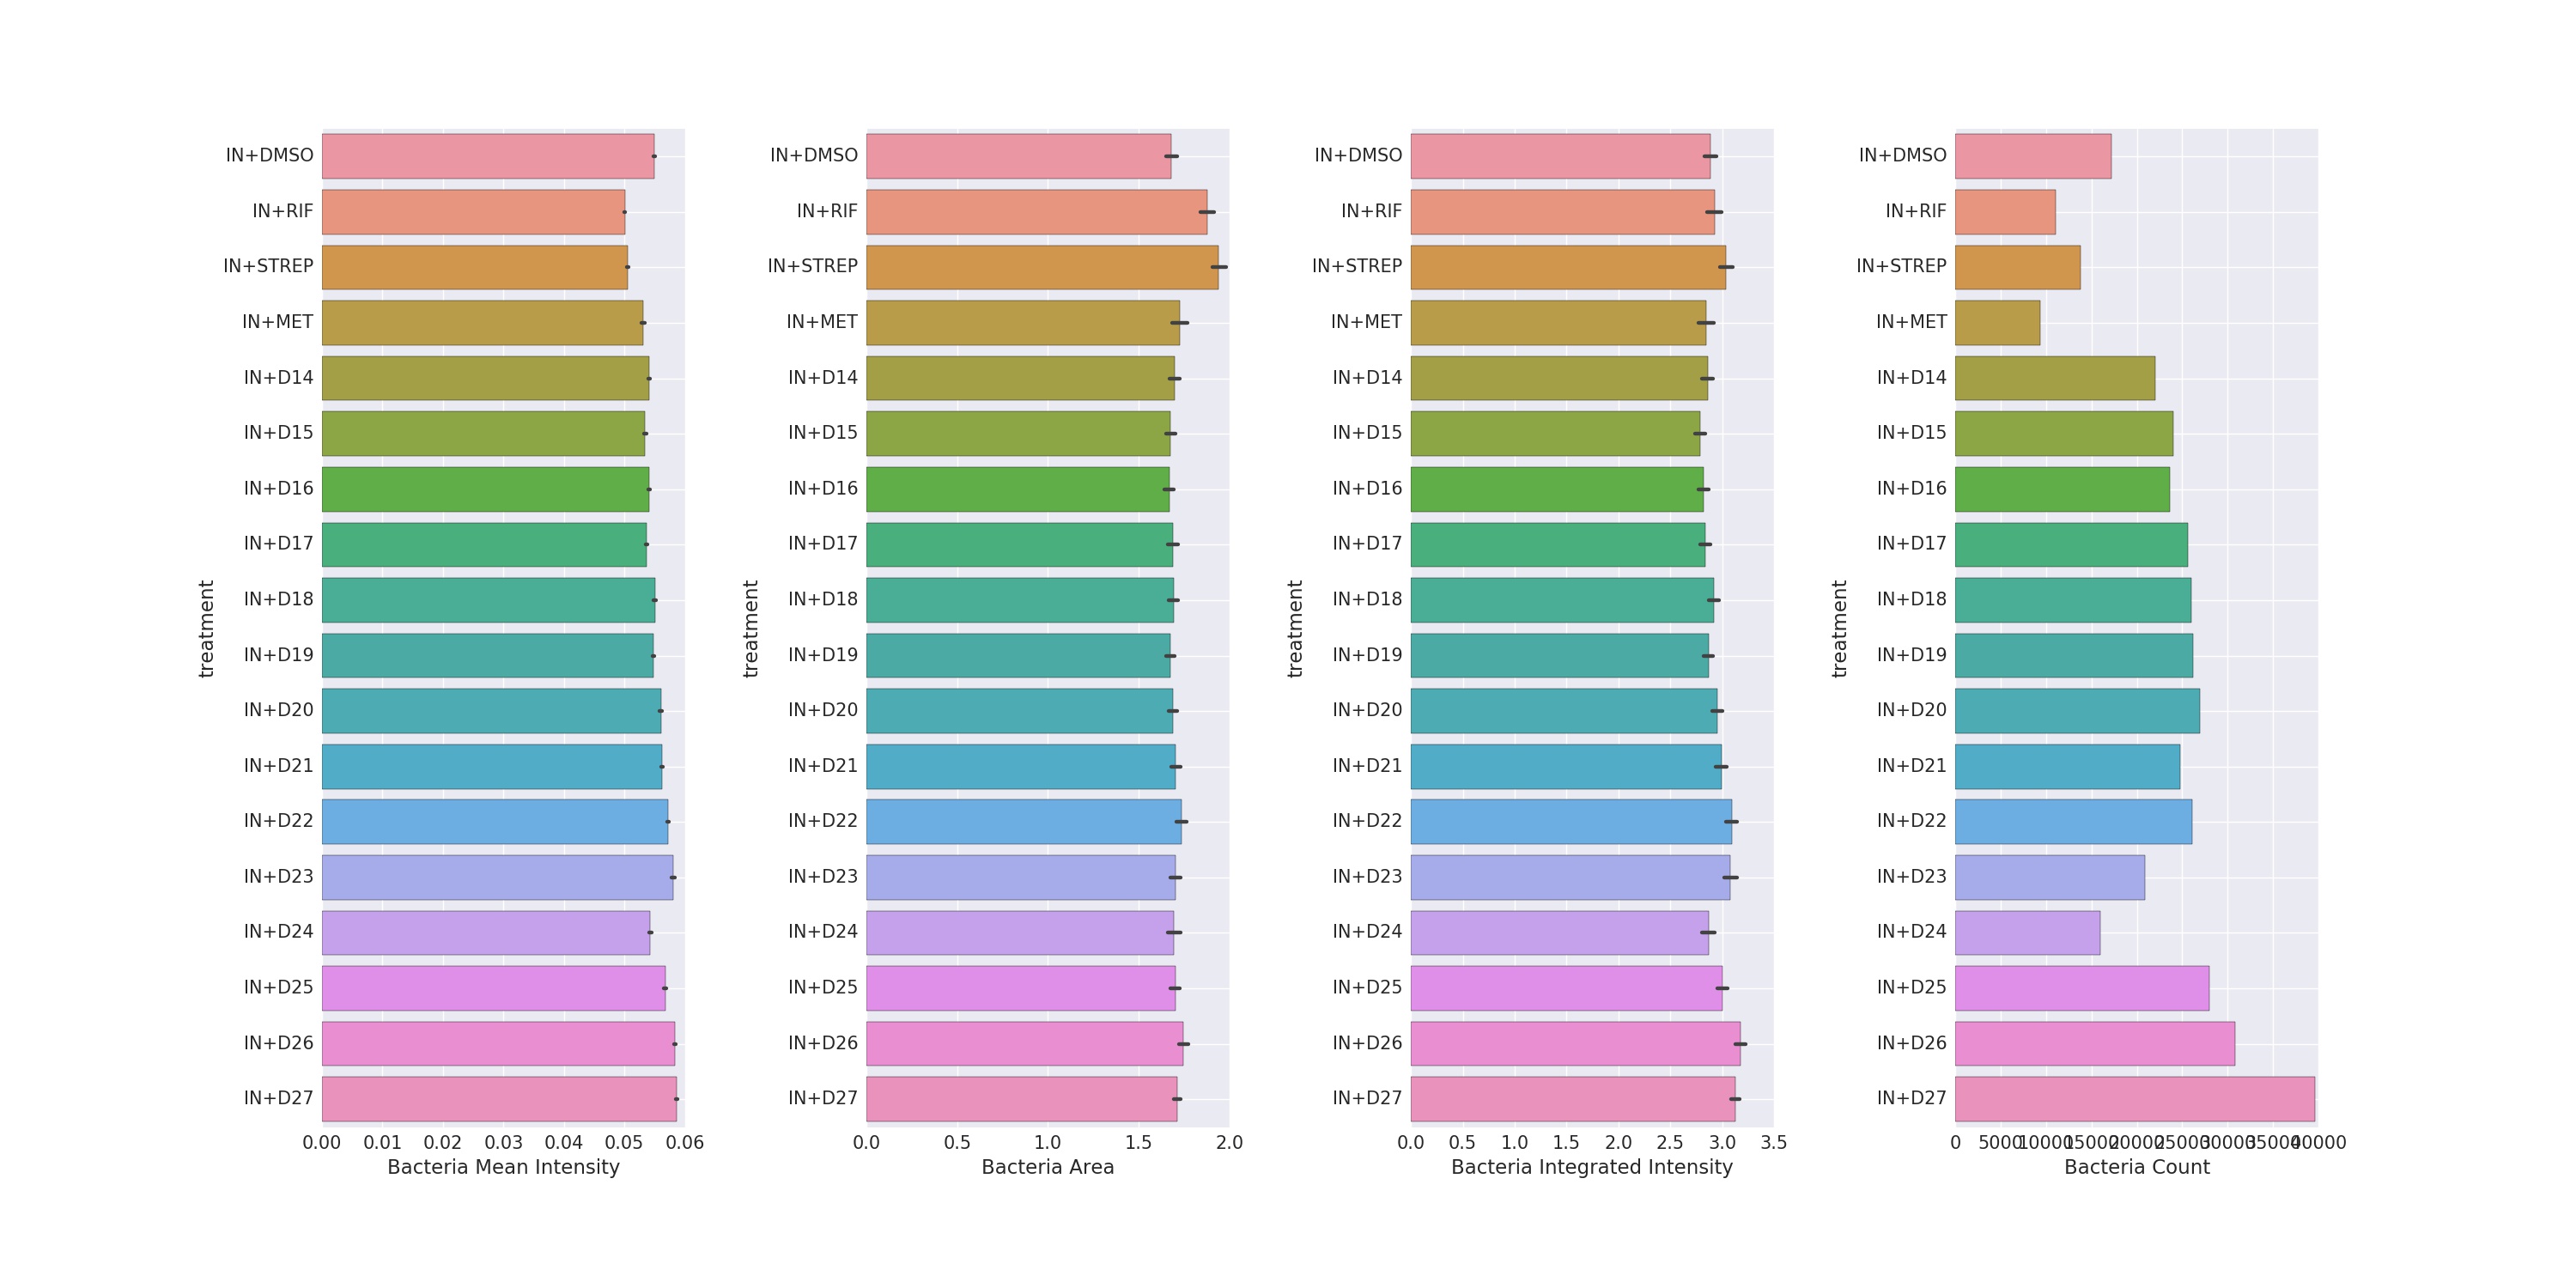 treatment
IN+DMSO
IN+RIF
IN+STREP
IN+MET
IN+D14
IN+D15
IN+D16
IN+D17
IN+D18
IN+D19
IN+D20
IN+D21
IN+D22
IN+D23
IN+D24
IN+D25
IN+D26
IN+D27
0.00 0.01 0.02 0.03 0.04 0.05 0.06
Bacteria Mean Intensity
treatment
IN+DMSO
IN+RIF
IN+STREP
IN+MET
IN+D14
IN+D15
IN+D16
IN+D17
IN+D18
IN+D19
IN+D20
IN+D21
IN+D22
IN+D23
IN+D24
IN+D25
IN+D26
IN+D27
0.0 0.5 1.0 1.5 2.0
Bacteria Area
treatment
IN+DMSO
IN+RIF
IN+STREP
IN+MET
IN+D14
IN+D15
IN+D16
IN+D17
IN+D18
IN+D19
IN+D20
IN+D21
IN+D22
IN+D23
IN+D24
IN+D25
IN+D26
IN+D27
0.0 0.5 1.0 1.5 2.0 2.5 3.0 3.5
Bacteria Integrated Intensity
treatment
IN+DMSO
IN+RIF
IN+STREP
IN+MET
IN+D14
IN+D15
IN+D16
IN+D17
IN+D18
IN+D19
IN+D20
IN+D21
IN+D22
IN+D23
IN+D24
IN+D25
IN+D26
IN+D27
0 5000 10000 15000 20000 25000 30000 35000 40000
Bacteria Count